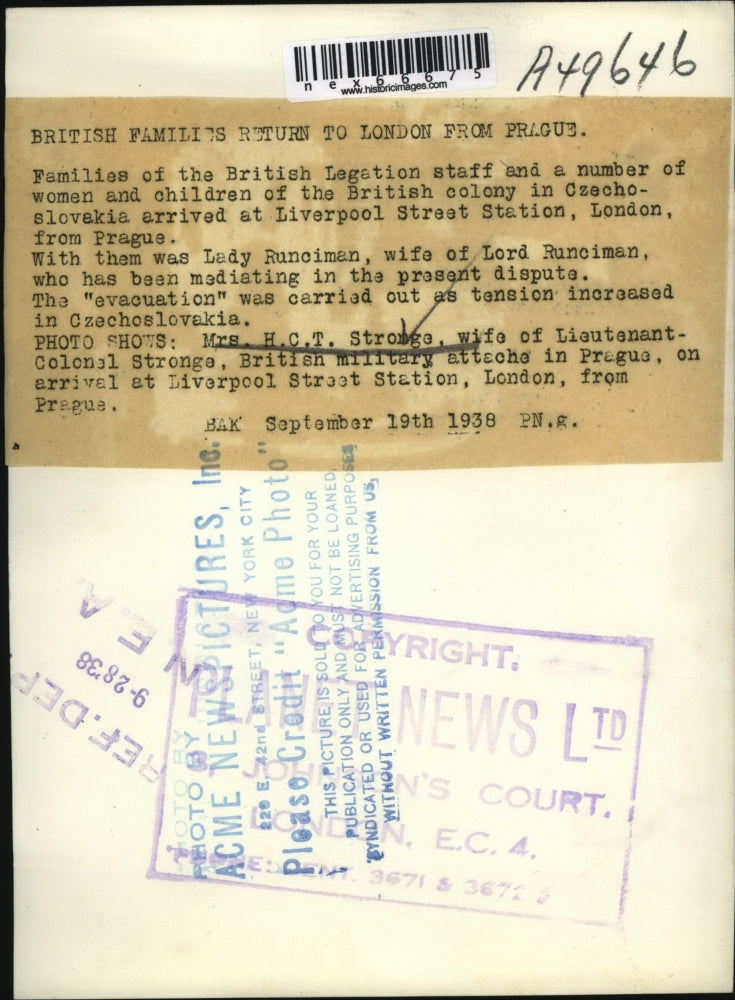 nex66675
www.historicimages.com
A49646
BRITISH FAMILIES RETURN TO LONDON FROM PRAGUE.
Families of the British Legation staff and a number of
women and children of the British colony in Czecho-
slovakia arrived at Liverpool Street Station, London,
from Prague.
With them was Lady Runciman, wife of Lord Runciman,
who has been mediating in the present dispute.
The "evacuation" was carried out as tension increased
in Czechoslovakia.
PHOTO SHOWS: Mrs. H.C.T. Stronge, wife of Lieutenant-
Colonel Stronge, British military attache in Prague, on
arrival at Liverpool Street Station, London, from
Prague.
BAK September 19th 1938 PN.g.
PHOTO BY
ACME NEWSPICTURES, Inc.
220 E. 42nd STREET, NEW YORK CITY
Please Credit "Acme Photo"
THIS PICTURE IS SOLD TO YOU FOR YOUR
PUBLICATION ONLY AND MUST NOT BE LOANED,
SYNDICATED OR USED FOR ADVERTISING PURPOSES
WITHOUT WRITTEN PERMISSION FROM US,
N. E. A.
9-28-38
REF. DEP
COPYRIGHT.
PLANET NEWS LTD
JOHNSON'S COURT.
LONDON, E.C. 4.
3671 & 3672